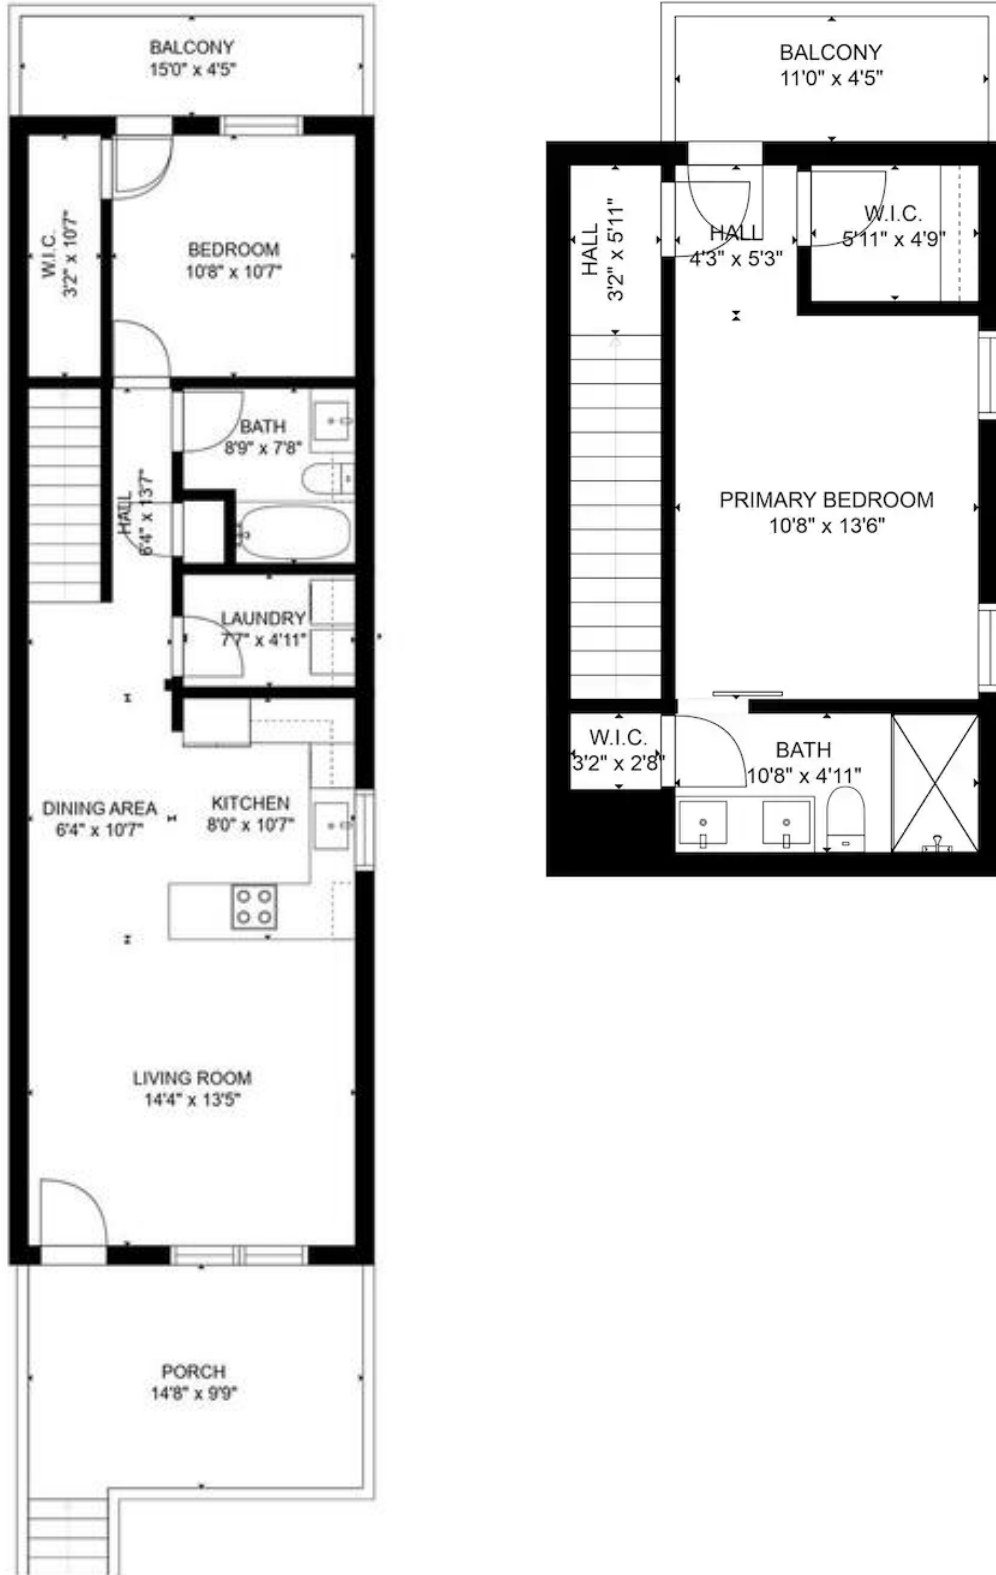 BALCONY
15'0" x 4'5"
W.I.C.
3'2" x 10'7"
BEDROOM
10'8" x 10'7"
BATH
8'9" x 7'8"
HALL
6'4" x 13'7"
LAUNDRY
7'7" x 4'11"
DINING AREA
6'4" x 10'7"
KITCHEN
8'0" x 10'7"
LIVING ROOM
14'4" x 13'5"
PORCH
14'8" x 9'9"
BALCONY
11'0" x 4'5"
HALL
3'2" x 5'11"
HALL
4'3" x 5'3"
W.I.C.
5'11" x 4'9"
PRIMARY BEDROOM
10'8" x 13'6"
W.I.C.
3'2" x 2'8"
BATH
10'8" x 4'11"